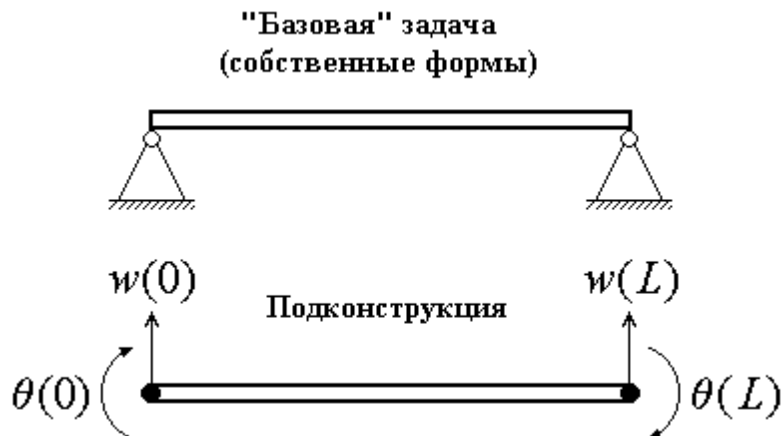 "Базовая" задача
(собственные формы)
w(0)
w(L)
Подконструкция
θ(0)
θ(L)